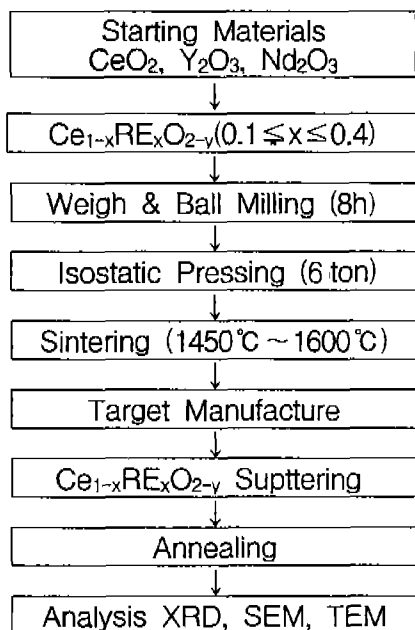 Starting Materials
CeO₂, Y₂O₃, Nd₂O₃
Ce₁₋ₓREₓO₂₋ᵧ(0.1≦x≦0.4)
Weigh & Ball Milling (8h)
Isostatic Pressing (6 ton)
Sintering (1450℃ ~ 1600℃)
Target Manufacture
Ce₁₋ₓREₓO₂₋ᵧ Supttering
Annealing
Analysis XRD, SEM, TEM